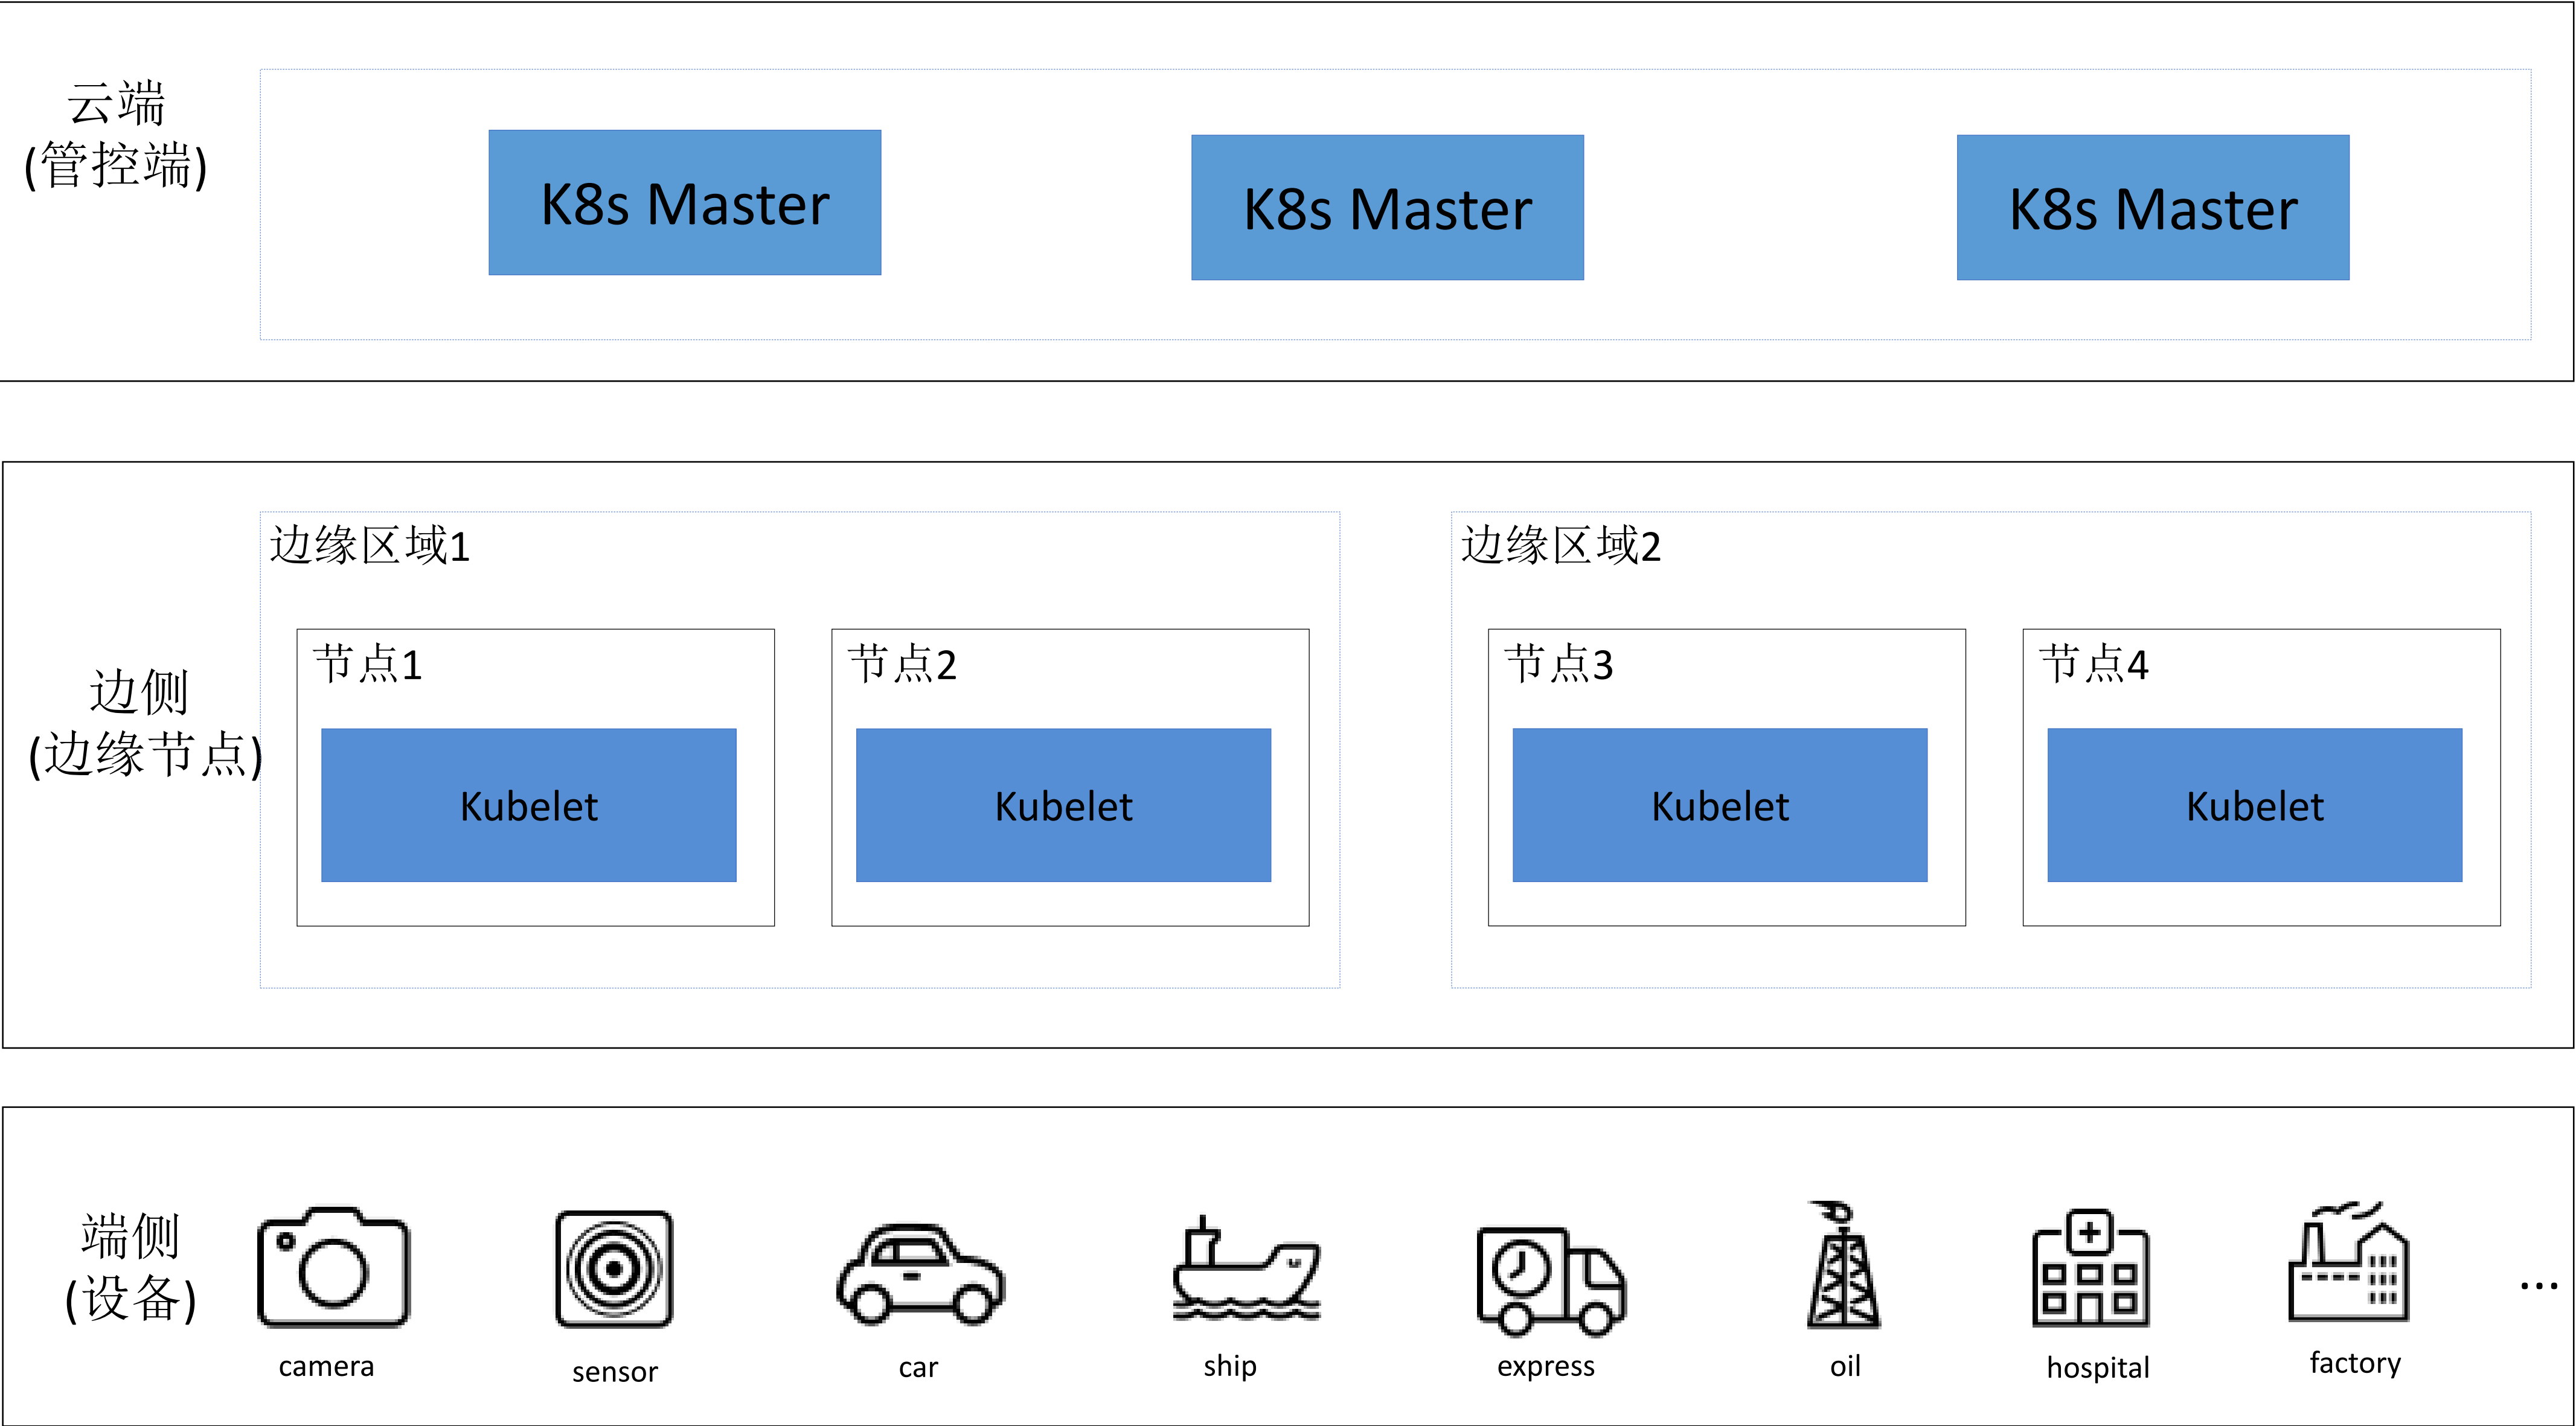 云端
(管控端)
K8s Master
K8s Master
K8s Master
边侧
(边缘节点)
边缘区域1
节点1
Kubelet
节点2
Kubelet
边缘区域2
节点3
Kubelet
节点4
Kubelet
端侧
(设备)
camera
sensor
car
ship
express
oil
hospital
factory
...